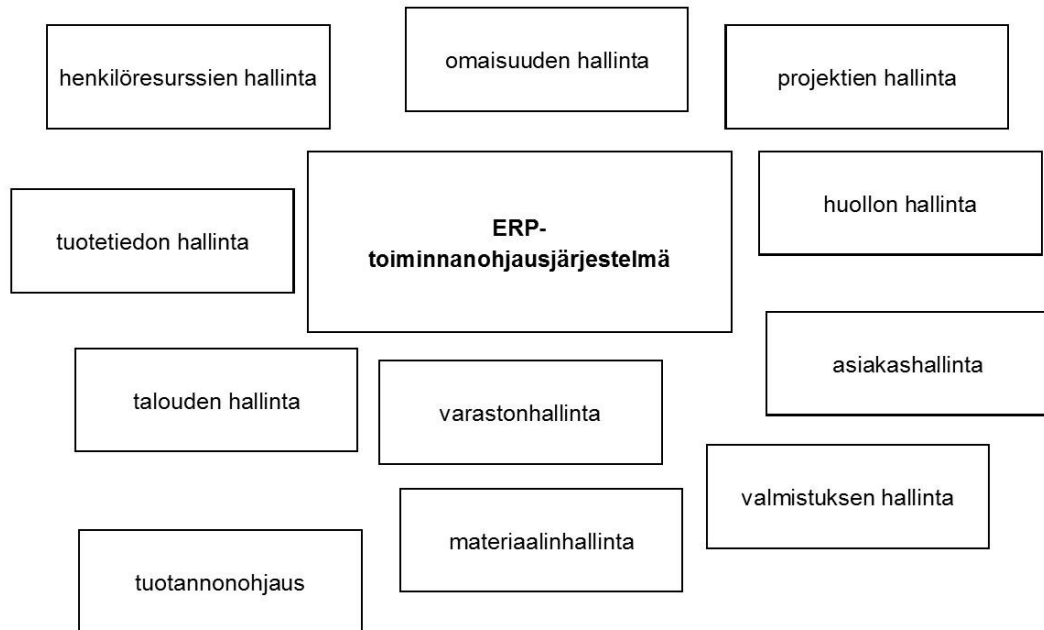 henkilöresurssien hallinta
omaisuuden hallinta
projektien hallinta
tuotetiedon hallinta
ERP-
toiminnanohjausjärjestelmä
huollon hallinta
talouden hallinta
varastonhallinta
asiakashallinta
tuotannonohjaus
materiaalinhallinta
valmistuksen hallinta